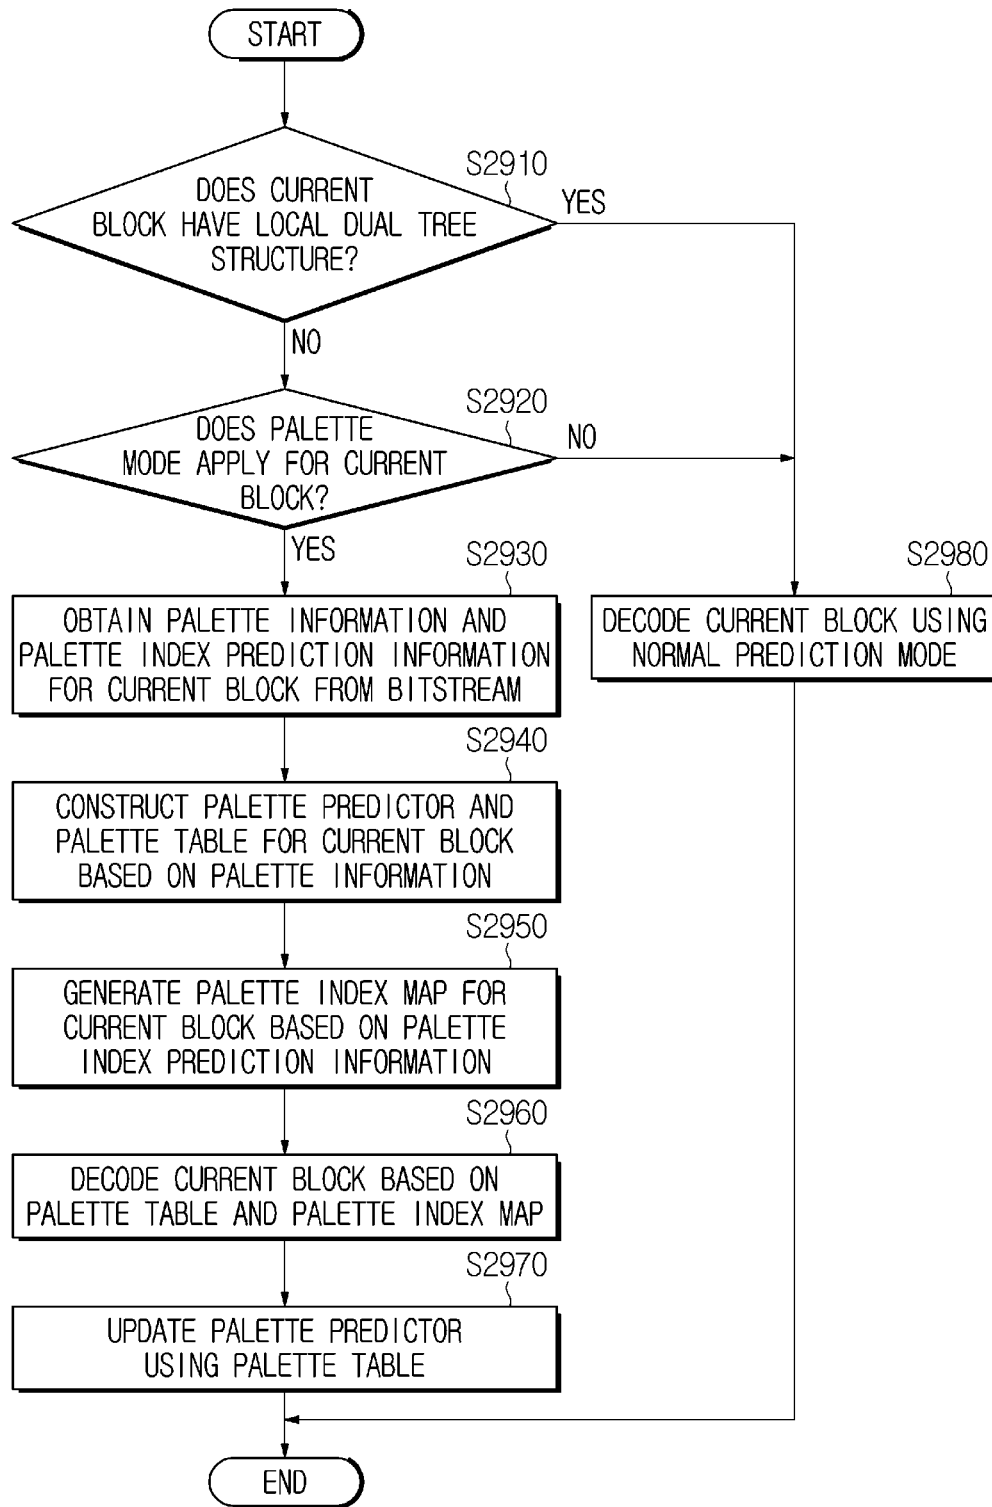 START
S2910
DOES CURRENT
BLOCK HAVE LOCAL DUAL TREE
STRUCTURE?
YES
NO
S2920
DOES PALETTE
MODE APPLY FOR CURRENT
BLOCK?
NO
YES
S2930
OBTAIN PALETTE INFORMATION AND
PALETTE INDEX PREDICTION INFORMATION
FOR CURRENT BLOCK FROM BITSTREAM
S2980
DECODE CURRENT BLOCK USING
NORMAL PREDICTION MODE
S2940
CONSTRUCT PALETTE PREDICTOR AND
PALETTE TABLE FOR CURRENT BLOCK
BASED ON PALETTE INFORMATION
S2950
GENERATE PALETTE INDEX MAP FOR
CURRENT BLOCK BASED ON PALETTE
INDEX PREDICTION INFORMATION
S2960
DECODE CURRENT BLOCK BASED ON
PALETTE TABLE AND PALETTE INDEX MAP
S2970
UPDATE PALETTE PREDICTOR
USING PALETTE TABLE
END